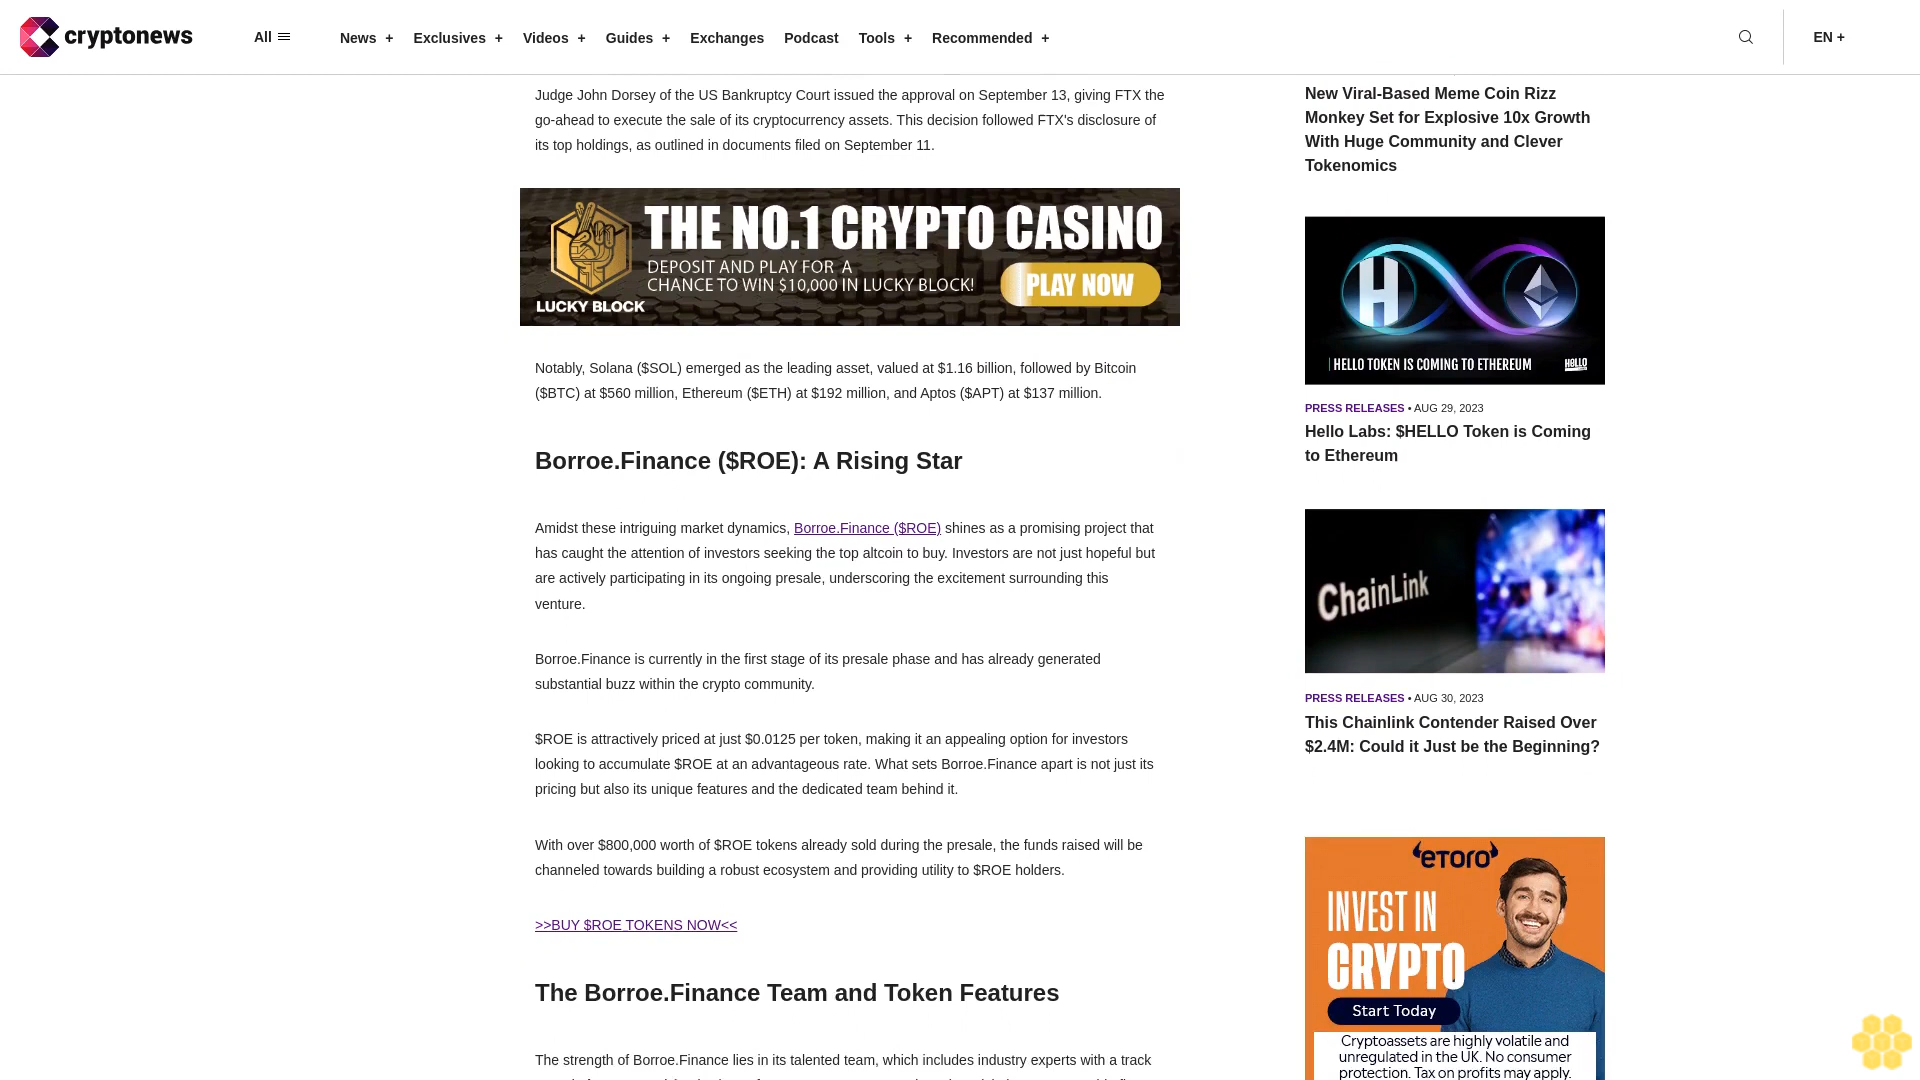 cryptonews
All
News +
Exclusives +
Videos +
Guides +
Exchanges
Podcast
Tools +
Recommended +
EN +
Judge John Dorsey of the US Bankruptcy Court issued the approval on September 13, giving FTX the
go-ahead to execute the sale of its cryptocurrency assets. This decision followed FTX's disclosure of
its top holdings, as outlined in documents filed on September 11.
THE NO.1 CRYPTO CASINO
DEPOSIT AND PLAY FOR A
CHANCE TO WIN $10,000 IN LUCKY BLOCK!
PLAY NOW
LUCKY BLOCK
Notably, Solana ($SOL) emerged as the leading asset, valued at $1.16 billion, followed by Bitcoin
($BTC) at $560 million, Ethereum ($ETH) at $192 million, and Aptos ($APT) at $137 million.
Borroe.Finance ($ROE): A Rising Star
Amidst these intriguing market dynamics, Borroe.Finance ($ROE) shines as a promising project that
has caught the attention of investors seeking the top altcoin to buy. Investors are not just hopeful but
are actively participating in its ongoing presale, underscoring the excitement surrounding this
venture.
Borroe.Finance is currently in the first stage of its presale phase and has already generated
substantial buzz within the crypto community.
$ROE is attractively priced at just $0.0125 per token, making it an appealing option for investors
looking to accumulate $ROE at an advantageous rate. What sets Borroe.Finance apart is not just its
pricing but also its unique features and the dedicated team behind it.
With over $800,000 worth of $ROE tokens already sold during the presale, the funds raised will be
channeled towards building a robust ecosystem and providing utility to $ROE holders.
>>BUY $ROE TOKENS NOW<<
The Borroe.Finance Team and Token Features
The strength of Borroe.Finance lies in its talented team, which includes industry experts with a track
New Viral-Based Meme Coin Rizz
Monkey Set for Explosive 10x Growth
With Huge Community and Clever
Tokenomics
H
HELLO TOKEN IS COMING TO ETHEREUM
HELLO
PRESS RELEASES • AUG 29, 2023
Hello Labs: $HELLO Token is Coming
to Ethereum
ChainLink
PRESS RELEASES • AUG 30, 2023
This Chainlink Contender Raised Over
$2.4M: Could it Just be the Beginning?
eToro
INVEST IN
CRYPTO
Start Today
Cryptoassets are highly volatile and
unregulated in the UK. No consumer
protection. Tax on profits may apply.